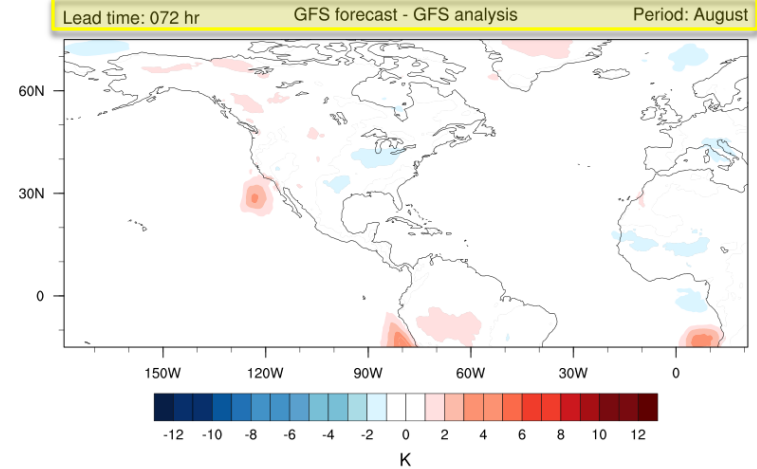 Lead time: 072 hr GFS forecast - GFS analysis Period: August
60N
30N
0
150W 120W 90W 60W 30W 0
-12 -10 -8 -6 -4 -2 0 2 4 6 8 10 12
K